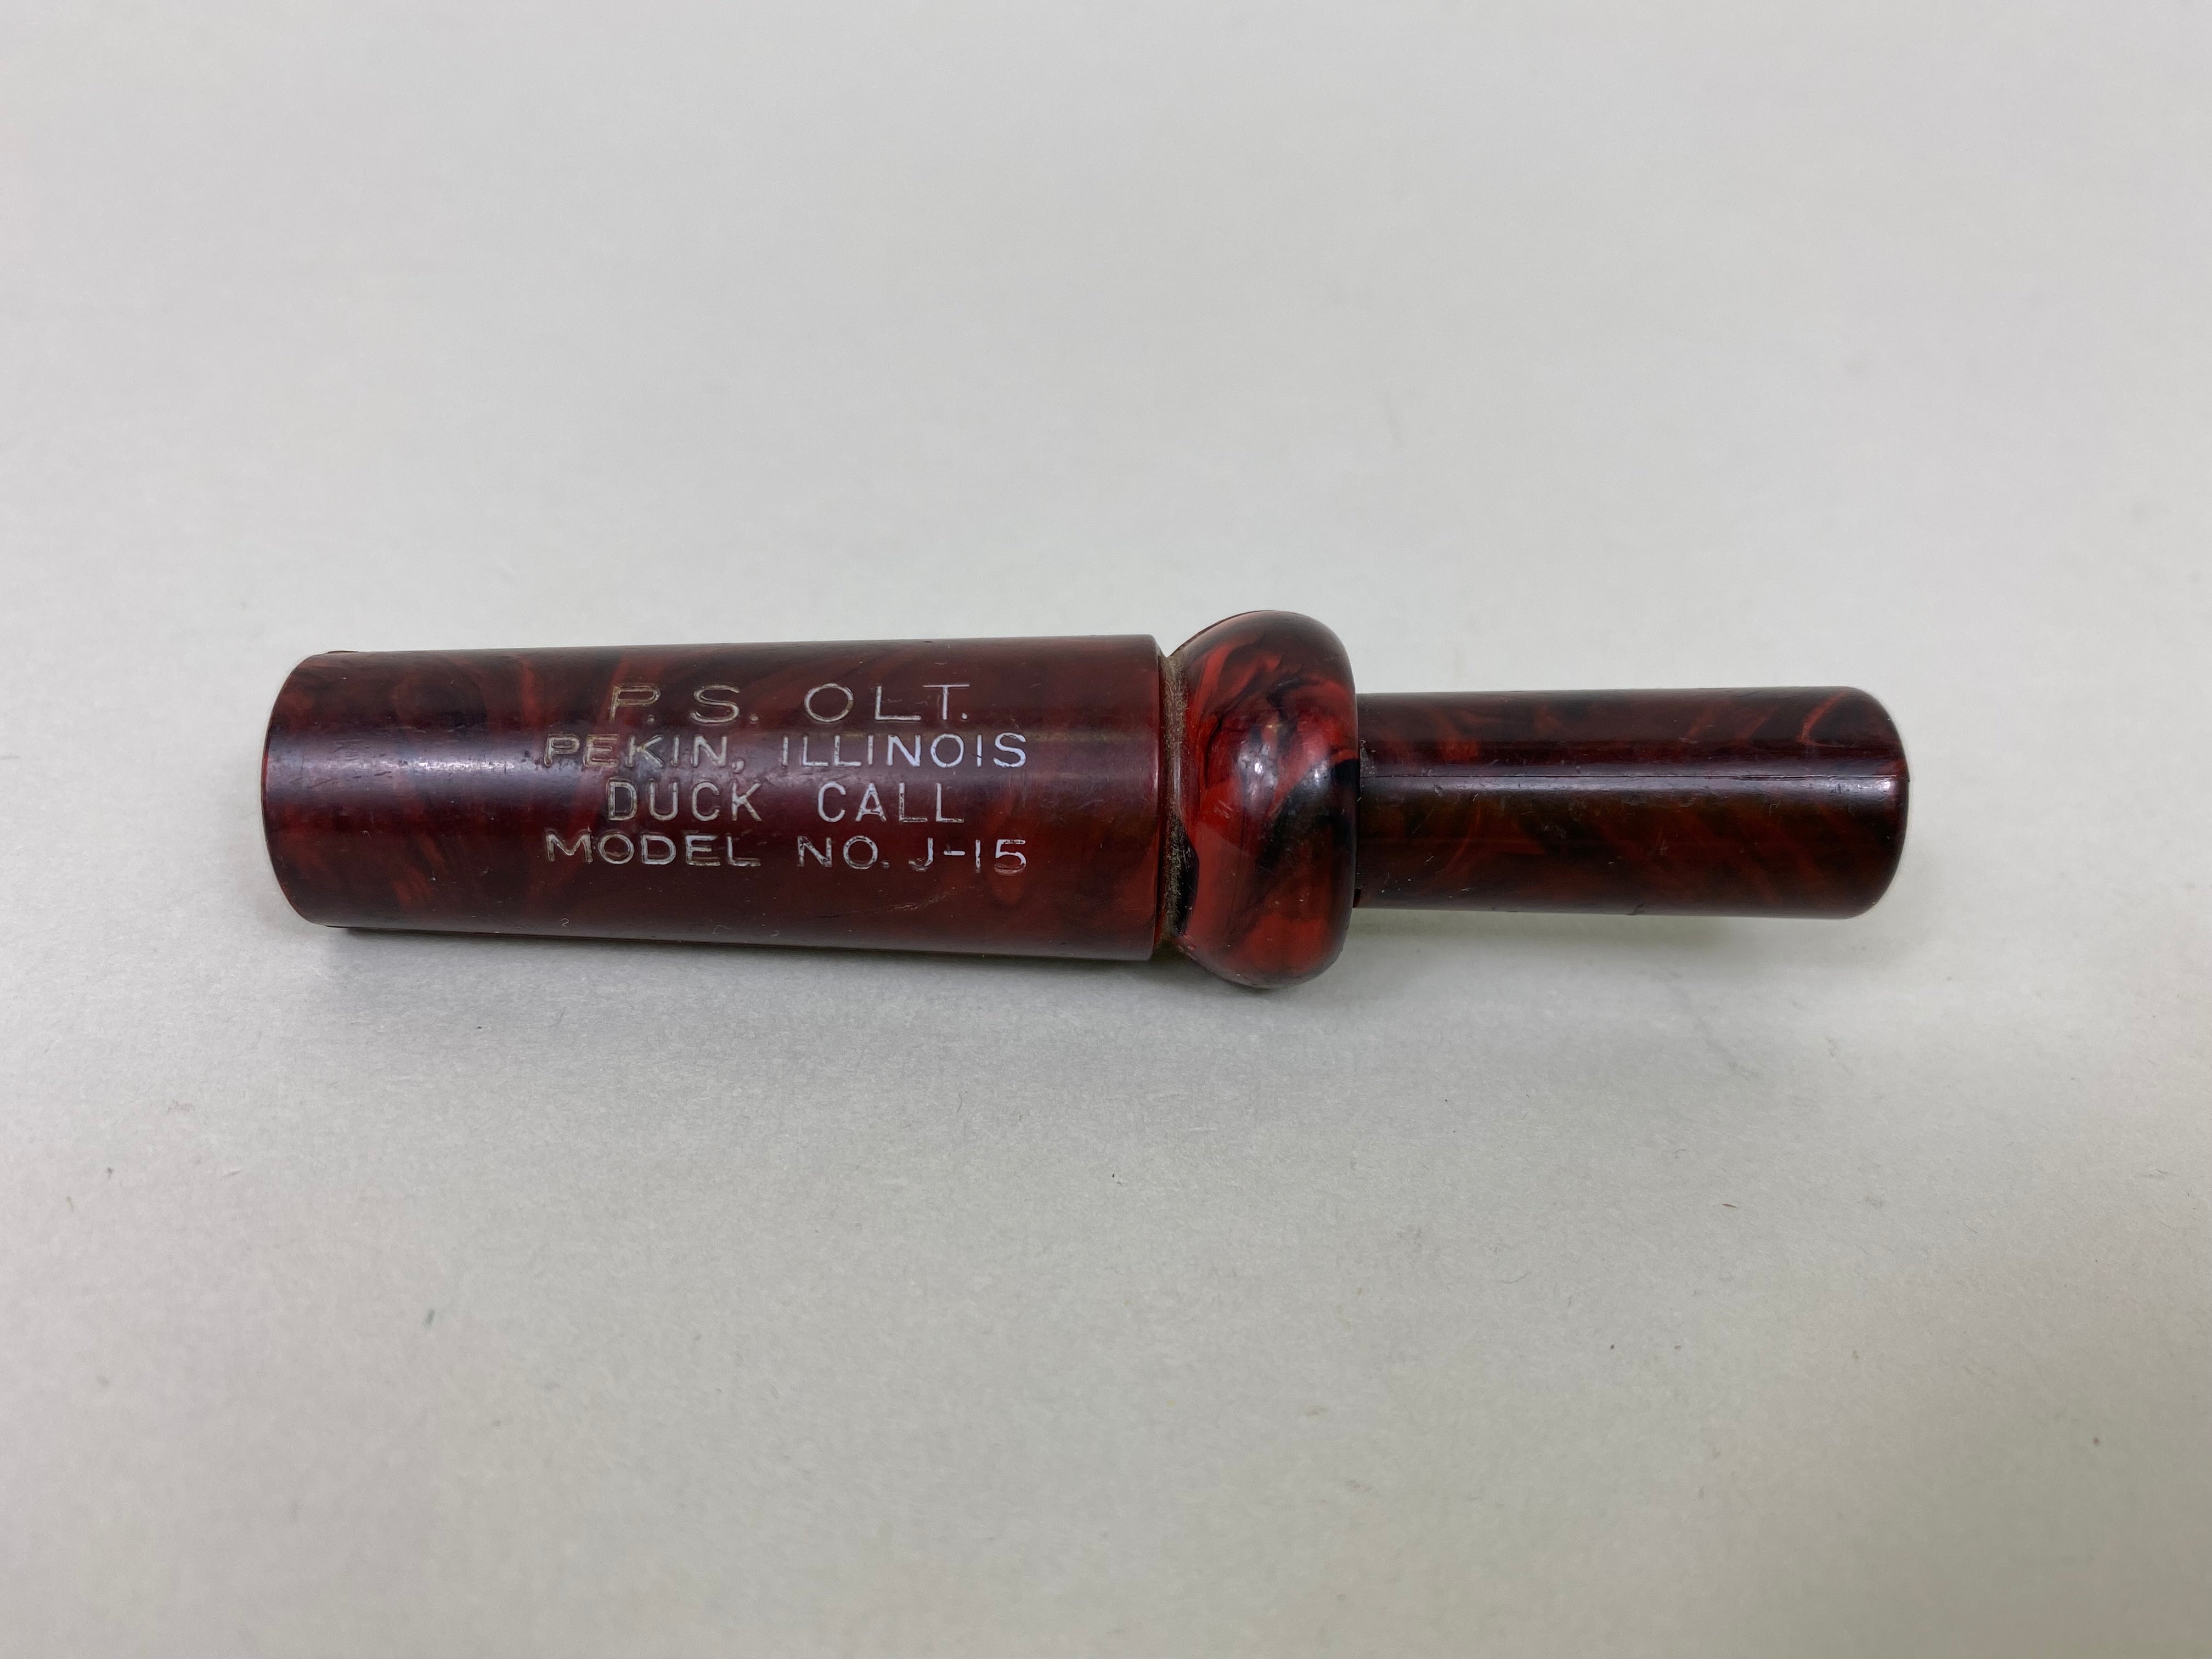 P. S. OLT.
PEKIN, ILLINOIS
DUCK CALL
MODEL NO. J-15